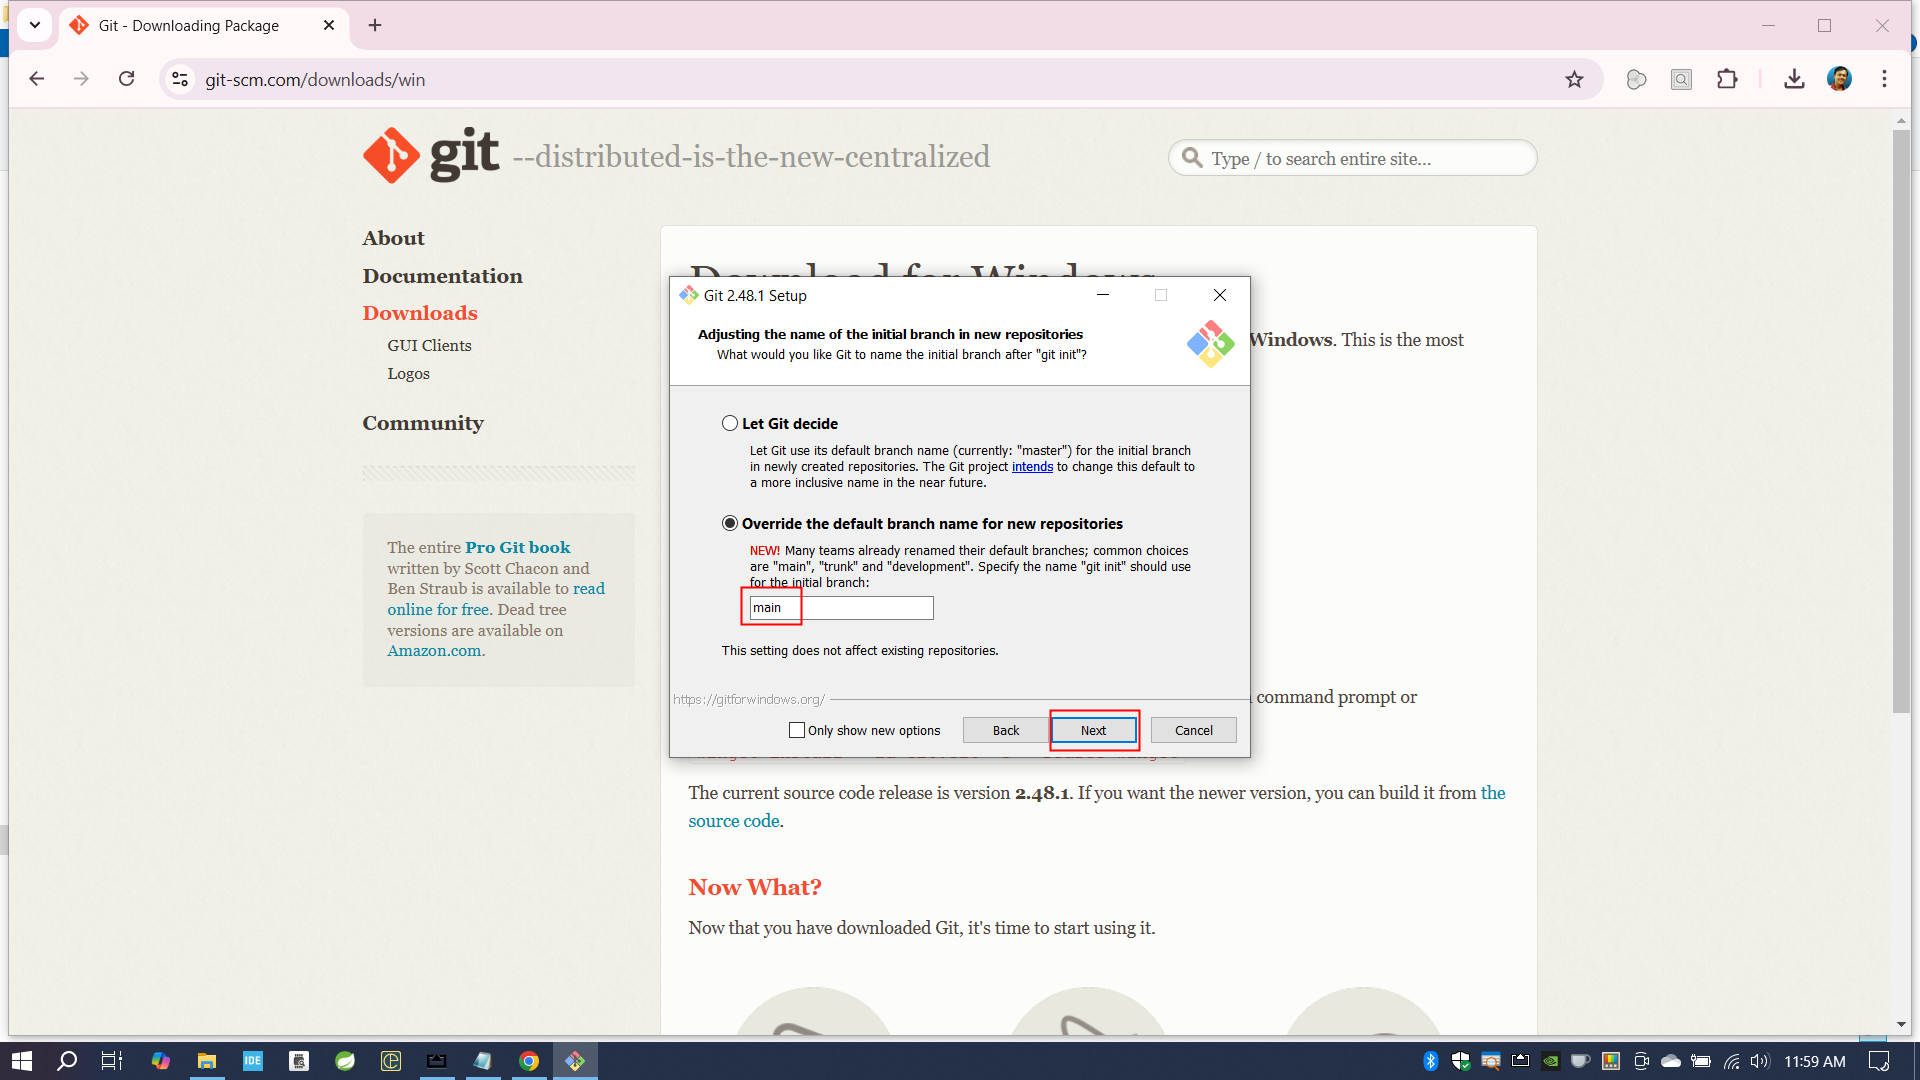 Git - Downloading Package
git-scm.com/downloads/win
git --distributed-is-the-new-centralized
Type / to search entire site...
About
Documentation
Downloads
GUI Clients
Logos
Community
The entire Pro Git book
written by Scott Chacon and
Ben Straub is available to read
online for free. Dead tree
versions are available on
Amazon.com.
Download for Windows
Windows. This is the most
command prompt or
Git 2.48.1 Setup
Adjusting the name of the initial branch in new repositories
What would you like Git to name the initial branch after "git init"?
Let Git decide
Let Git use its default branch name (currently: "master") for the initial branch
in newly created repositories. The Git project intends to change this default to
a more inclusive name in the near future.
Override the default branch name for new repositories
NEW! Many teams already renamed their default branches; common choices
are "main", "trunk" and "development". Specify the name "git init" should use
for the initial branch:
main
This setting does not affect existing repositories.
https://gitforwindows.org/
Only show new options
Back
Next
Cancel
The current source code release is version 2.48.1. If you want the newer version, you can build it from the
source code.
Now What?
Now that you have downloaded Git, it's time to start using it.
IDE
11:59 AM